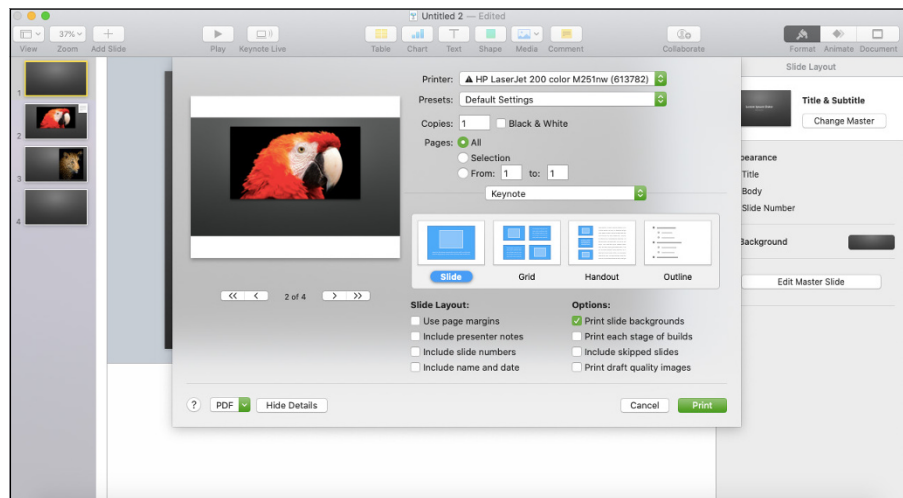 Untitled 2 — Edited
37%
View Zoom Add Slide Play Keynote Live Table Chart Text Shape Media Comment Collaborate Format Animate Document
Slide Layout
1
2
3
4
Printer: HP LaserJet 200 color M251nw (613782)
Presets: Default Settings
Copies: 1 Black & White
Pages: All
Selection
From: 1 to: 1
Keynote
Slide Grid Handout Outline
<< < 2 of 4 > >>
Slide Layout: Options:
Use page margins Print slide backgrounds
Include presenter notes Print each stage of builds
Include slide numbers Include skipped slides
Include name and date Print draft quality images
? PDF Hide Details Cancel Print
Title & Subtitle
Change Master
pearance
Title
Body
Slide Number
Background
Edit Master Slide